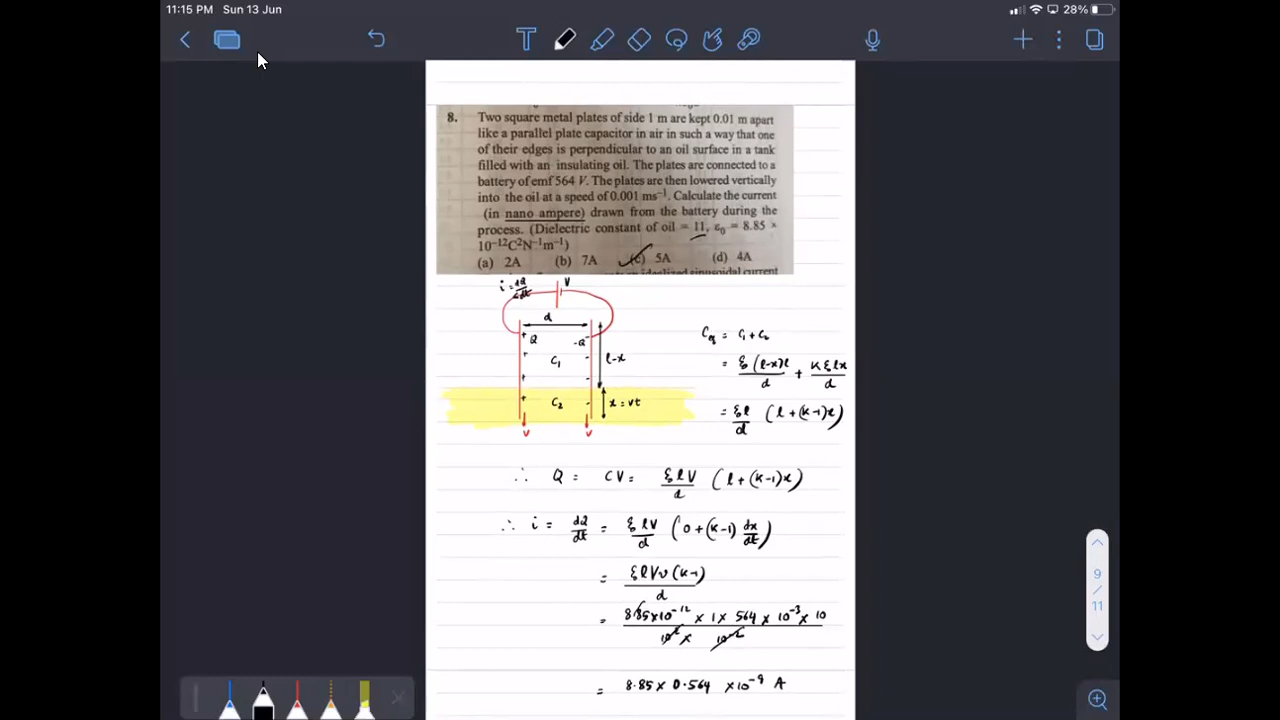 11:15 PM Sun 13 Jun
28%
T
8. Two square metal plates of side 1 m are kept 0.01 m apart
like a parallel plate capacitor in air in such a way that one
of their edges is perpendicular to an oil surface in a tank
filled with an insulating oil. The plates are connected to a
battery of emf 564 V. The plates are then lowered vertically
into the oil at a speed of 0.001 ms⁻¹. Calculate the current
(in nano ampere) drawn from the battery during the
process. (Dielectric constant of oil = 11, ε₀ = 8.85 ×
10⁻¹²C²N⁻¹m⁻¹)
(a) 2A (b) 7A (c) 5A (d) 4A
idealized sinusoidal current
i = dQ/dt
V
d
+ Q -Q
C₁
l-x
C₂
x = vt
v v
Ceq = C₁ + C₂
= ε₀(l-x)l/d + Kε₀lx/d
= ε₀l/d (l+(K-1)x)
∴ Q = CV = ε₀lV/d (l+(K-1)x)
∴ i = dQ/dt = ε₀lV/d (0+(K-1) dx/dt)
= ε₀lVv(K-1)/d
= 8.85×10⁻¹² × 1 × 564 × 10⁻³ × 10
10⁻² ×
= 8.85 × 0.564 × 10⁻⁹ A
9
/
11